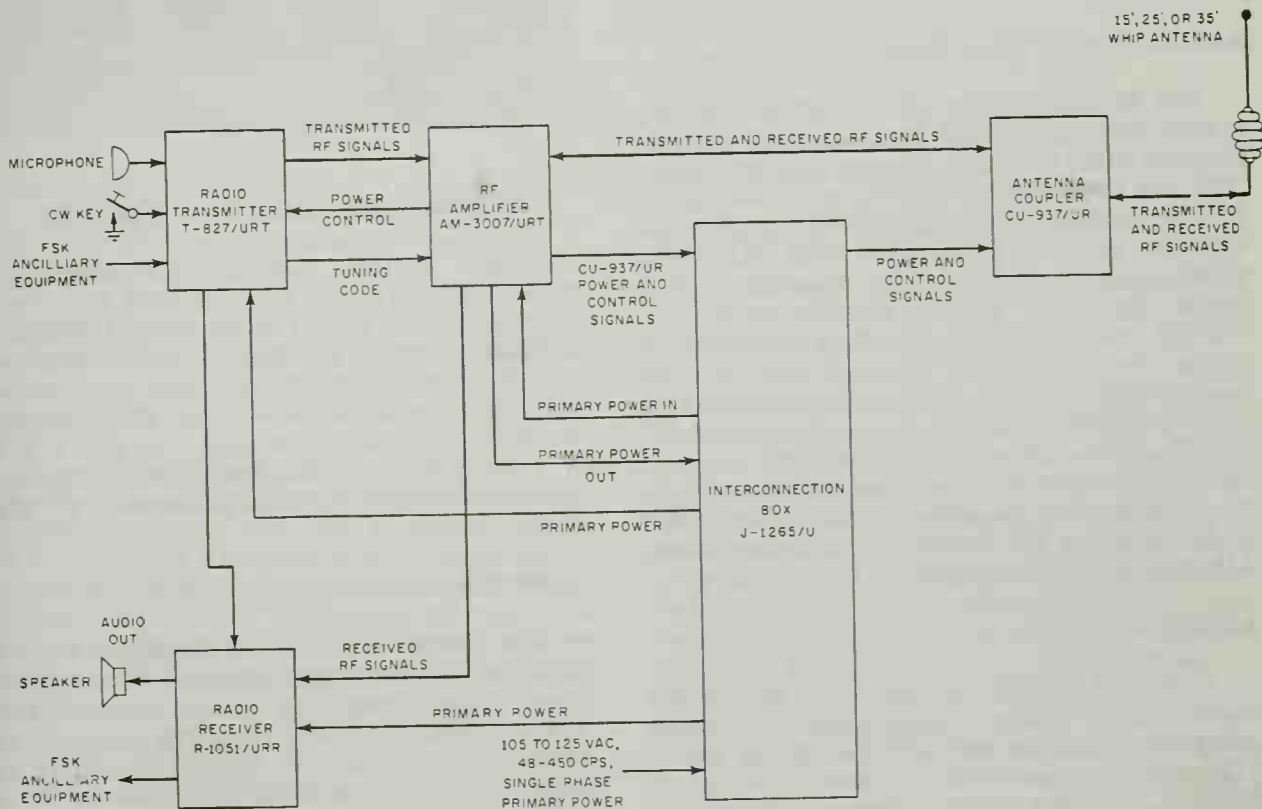 15', 25', OR 35'
WHIP ANTENNA
MICROPHONE
CW KEY
FSK
ANCILLIARY
EQUIPMENT
RADIO
TRANSMITTER
T-827/URT
TRANSMITTED
RF SIGNALS
POWER
CONTROL
TUNING
CODE
RF
AMPLIFIER
AM-3007/URT
TRANSMITTED AND RECEIVED RF SIGNALS
CU-937/UR
POWER AND
CONTROL
SIGNALS
POWER AND
CONTROL
SIGNALS
ANTENNA
COUPLER
CU-937/UR
TRANSMITTED
AND RECEIVED
RF SIGNALS
PRIMARY POWER IN
PRIMARY POWER
OUT
PRIMARY POWER
INTERCONNECTION
BOX
J-1265/U
AUDIO
OUT
SPEAKER
RADIO
RECEIVER
R-1051/URR
RECEIVED
RF SIGNALS
PRIMARY POWER
105 TO 125 VAC,
48-450 CPS,
SINGLE PHASE
PRIMARY POWER
FSK
ANCILLIARY
EQUIPMENT